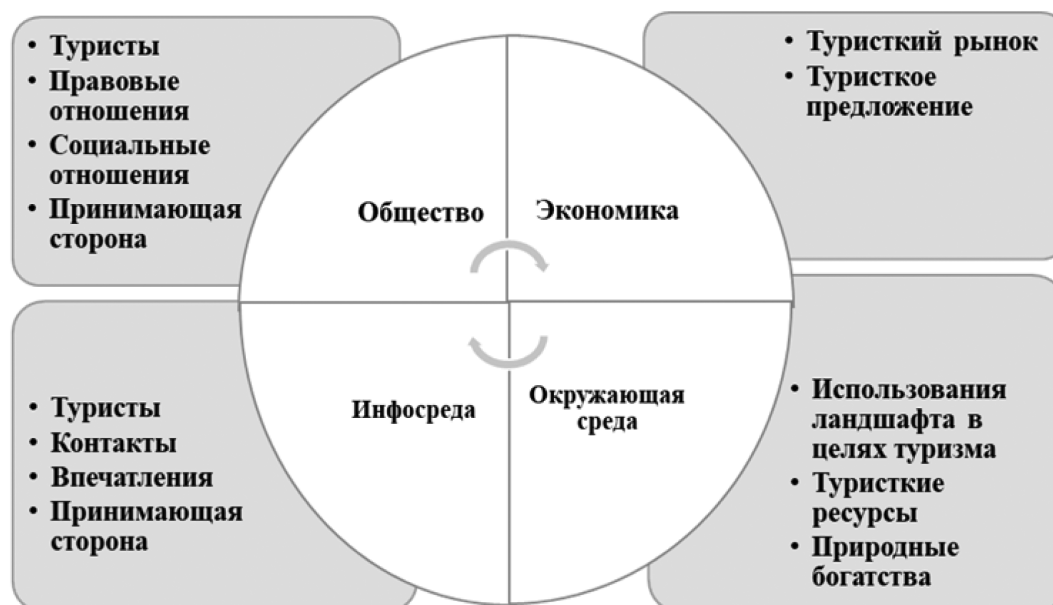 • Туристы
• Правовые
отношения
• Социальные
отношения
• Принимающая
сторона
• Туристкий рынок
• Туристкое
предложение
Общество
Экономика
Инфосреда
Окружающая
среда
• Туристы
• Контакты
• Впечатления
• Принимающая
сторона
• Использования
ландшафта в
целях туризма
• Туристкие
ресурсы
• Природные
богатства